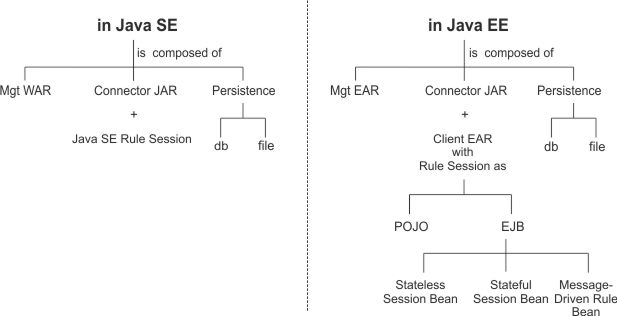 in Java SE
is composed of
Mgt WAR
Connector JAR
Persistence
+
Java SE Rule Session
db
file
in Java EE
is composed of
Mgt EAR
Connector JAR
Persistence
+
Client EAR
with
Rule Session as
db
file
POJO
EJB
Stateless
Session Bean
Stateful
Session Bean
Message-
Driven Rule
Bean